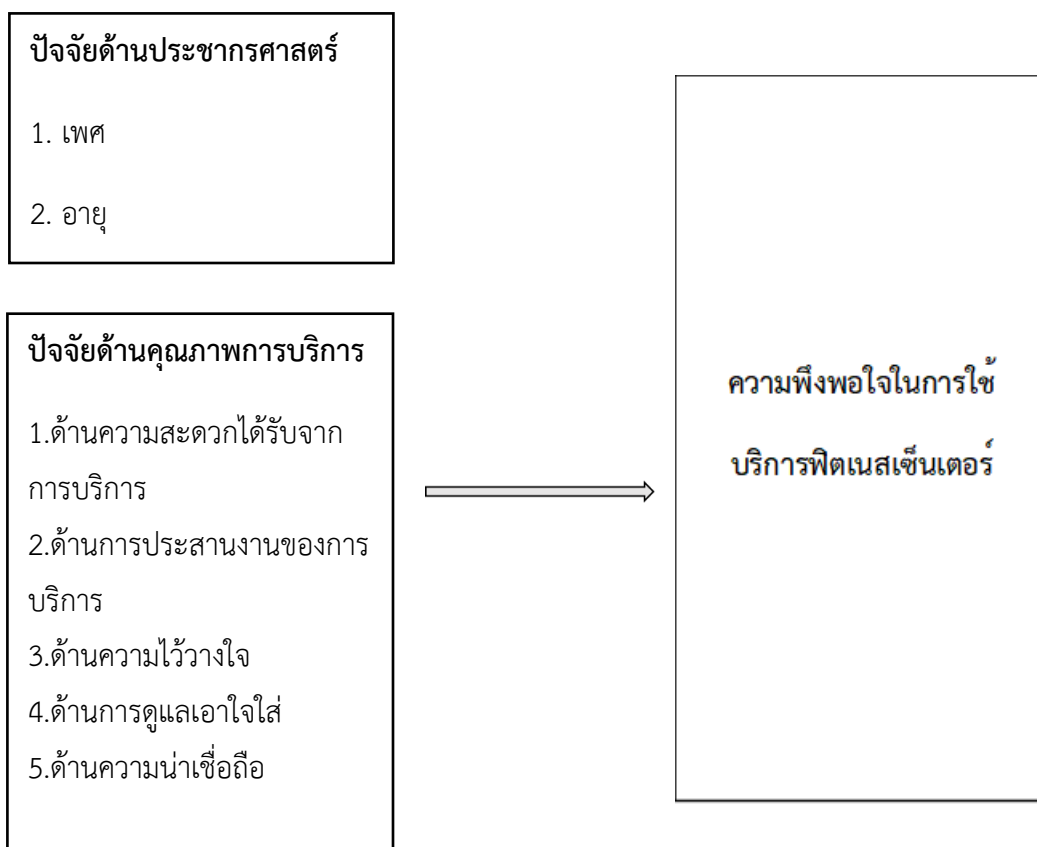 ปัจจัยด้านประชากรศาสตร์
1. เพศ
2. อายุ
ปัจจัยด้านคุณภาพการบริการ
1.ด้านความสะดวกได้รับจาก
การบริการ
2.ด้านการประสานงานของการ
บริการ
3.ด้านความไว้วางใจ
4.ด้านการดูแลเอาใจใส่
5.ด้านความน่าเชื่อถือ
ความพึงพอใจในการใช้
บริการฟิตเนสเซ็นเตอร์